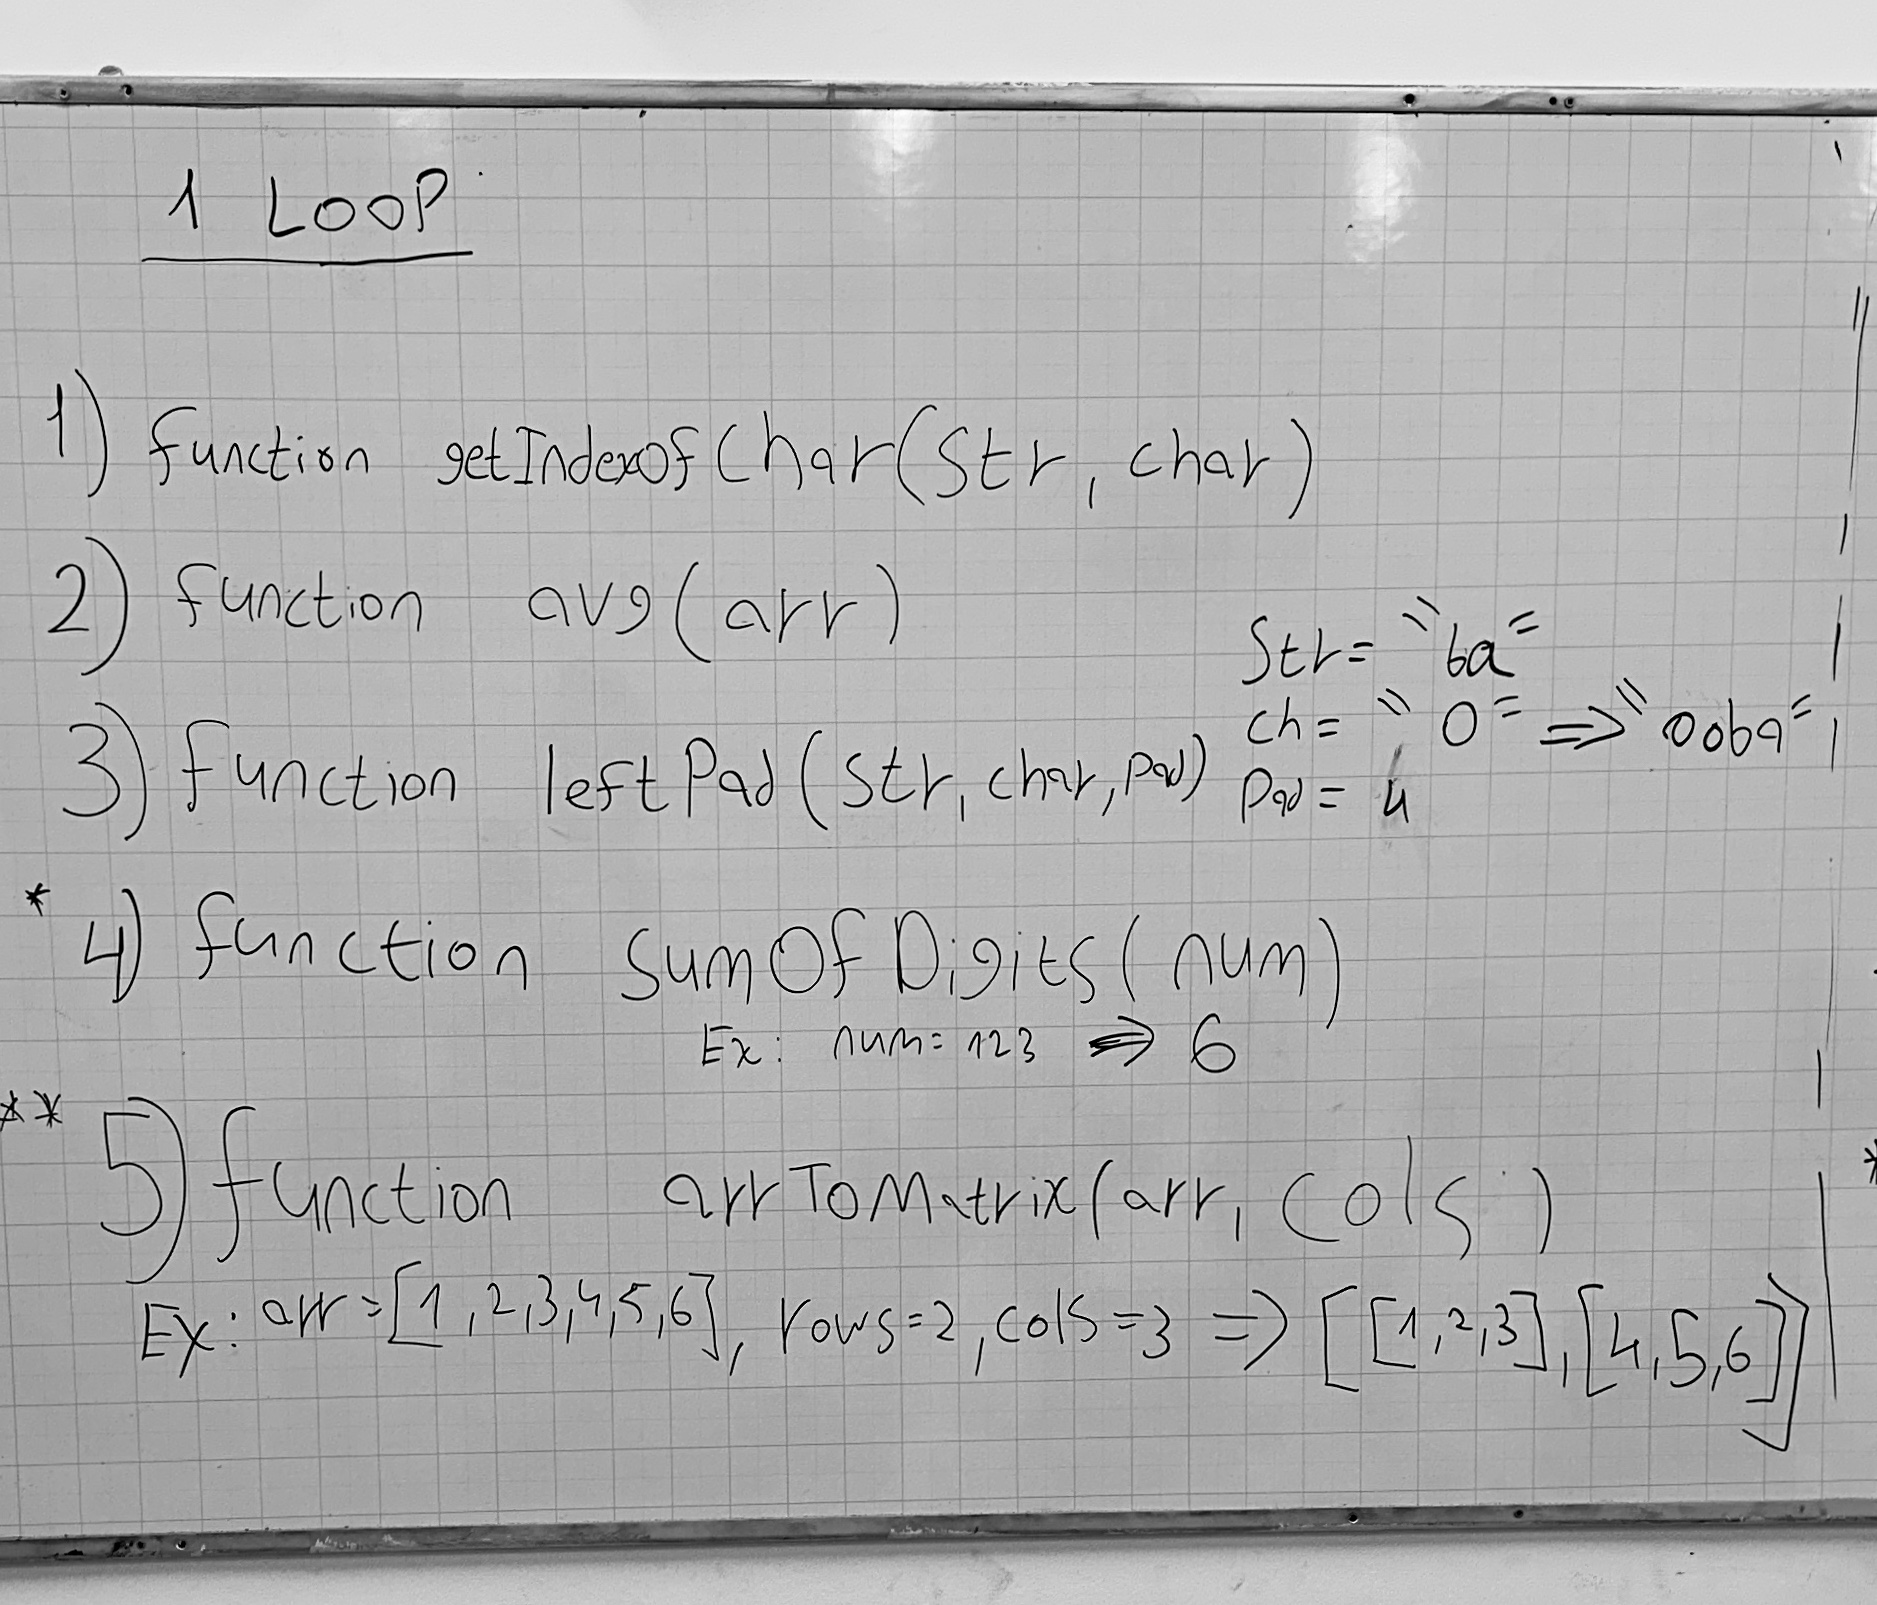 1 LOOP
1) function getIndexOfChar(str, char)
2) function avg(arr)
3) function leftPad(str, char, pad)
str= "ba"
ch= "0" => "00ba"
pad= 4
* 4) function sumOfDigits(num)
Ex: num= 123 => 6
** 5) function arrToMatrix(arr, cols)
Ex: arr=[1,2,3,4,5,6], rows=2, cols=3 => [[1,2,3],[4,5,6]]
*